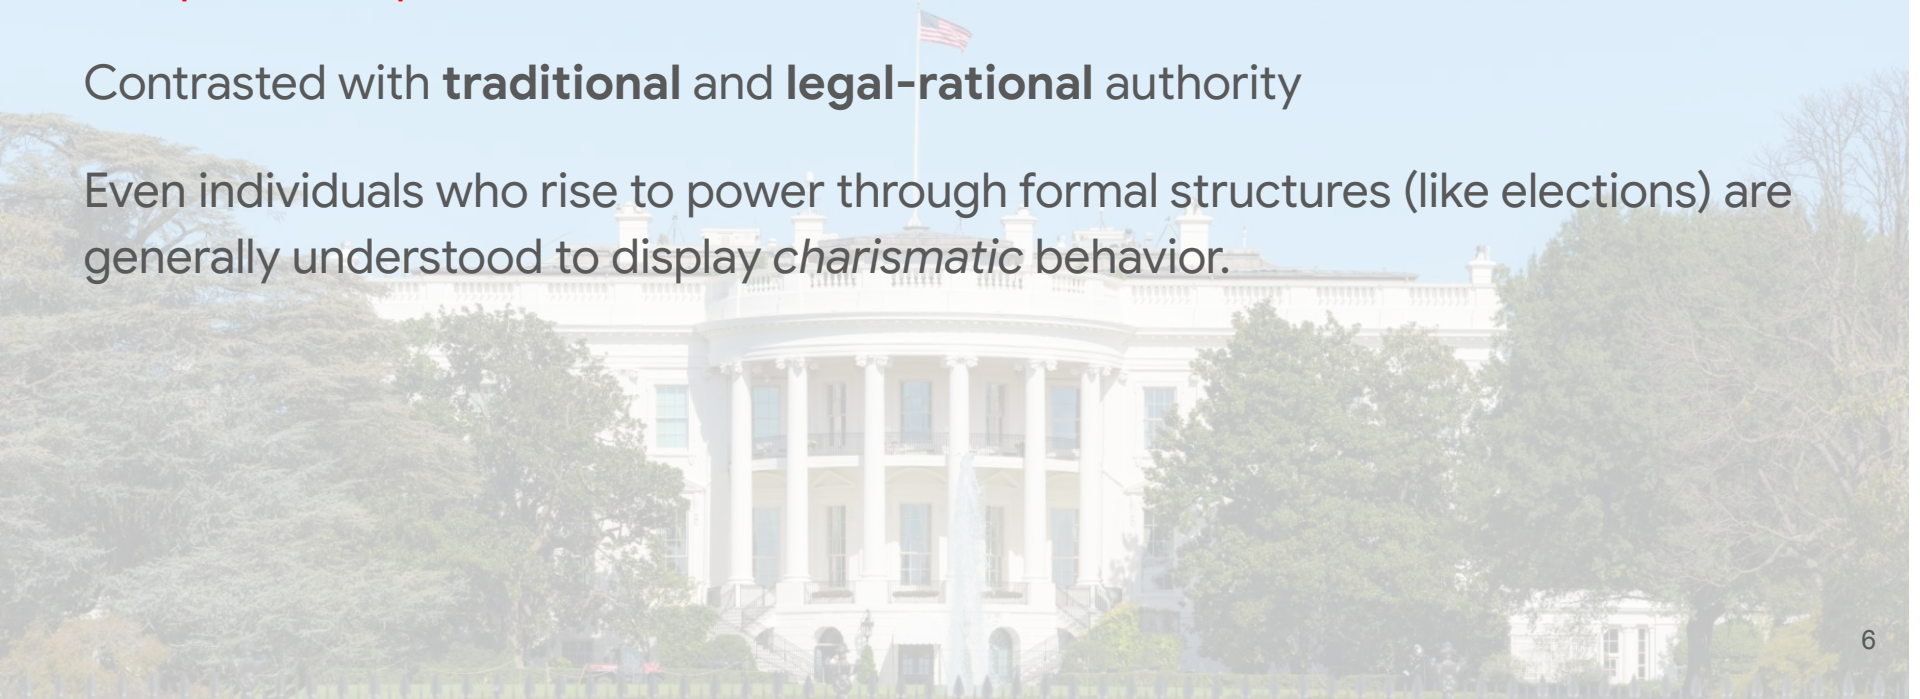 Contrasted with traditional and legal-rational authority
Even individuals who rise to power through formal structures (like elections) are
generally understood to display charismatic behavior.
6